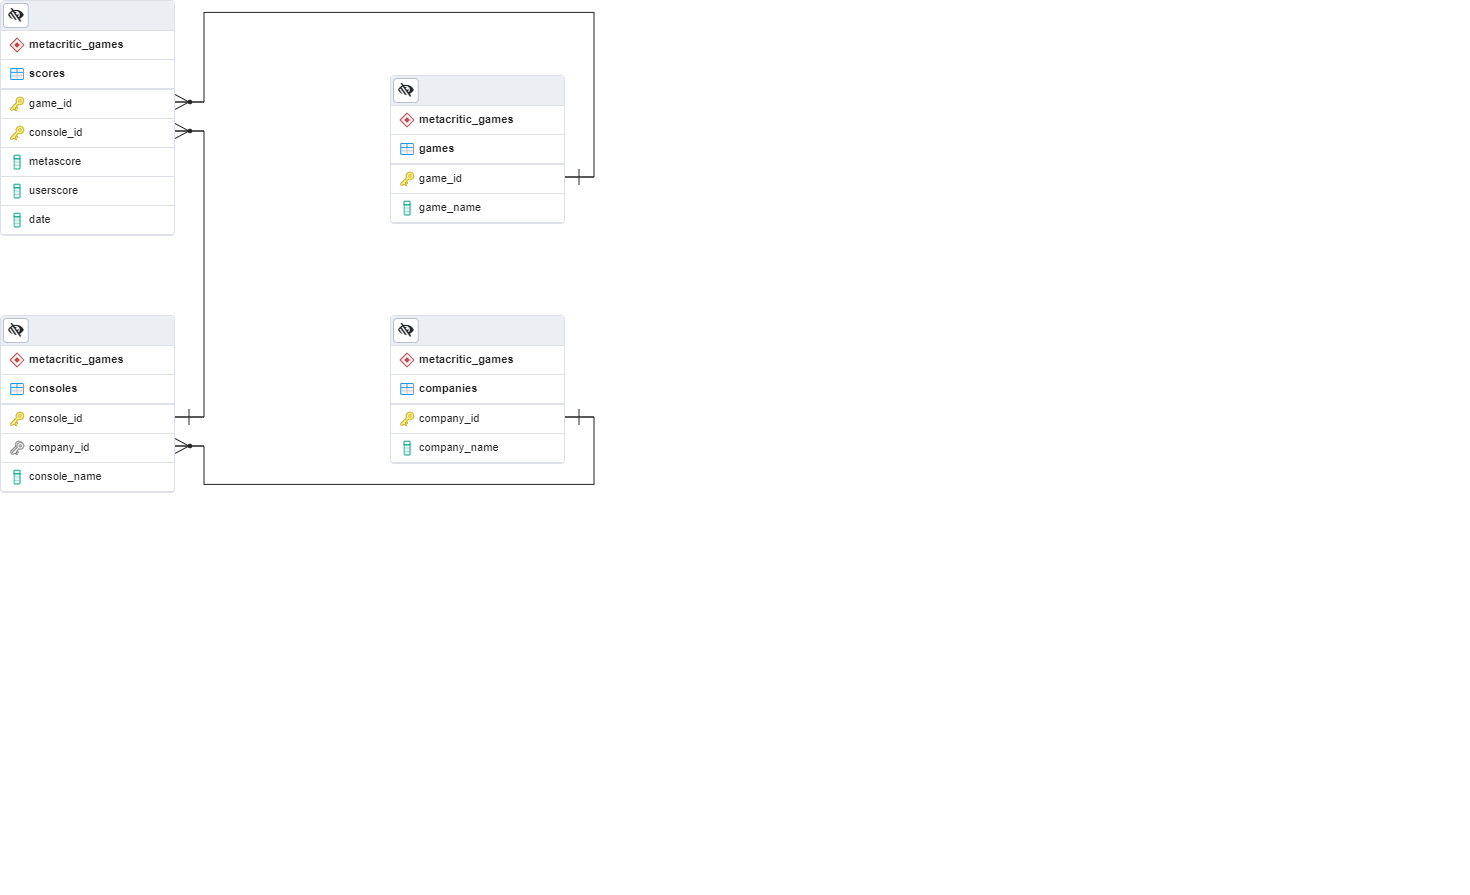 metacritic_games
scores
game_id
console_id
metascore
userscore
date
metacritic_games
games
game_id
game_name
metacritic_games
consoles
console_id
company_id
console_name
metacritic_games
companies
company_id
company_name